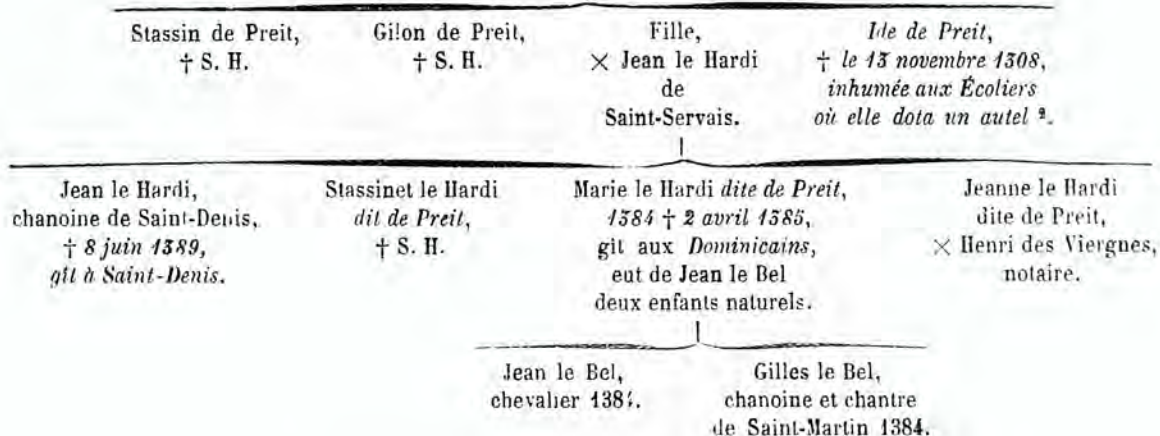 Stassin de Preit,
† S. H.
Gilon de Preit,
† S. H.
Fille,
× Jean le Hardi
de
Saint-Servais.
Ide de Preit,
† le 13 novembre 1308,
inhumée aux Écoliers
où elle dota un autel ².
Jean le Hardi,
chanoine de Saint-Denis,
† 8 juin 1389,
gît à Saint-Denis.
Stassinet le Hardi
dit de Preit,
† S. H.
Marie le Hardi dite de Preit,
1384 † 2 avril 1385,
gît aux Dominicains,
eut de Jean le Bel
deux enfants naturels.
Jeanne le Hardi
dite de Preit,
× Henri des Viergnes,
notaire.
Jean le Bel,
chevalier
Gilles le Bel,
chanoine et chantre
de Saint-Martin 1384.